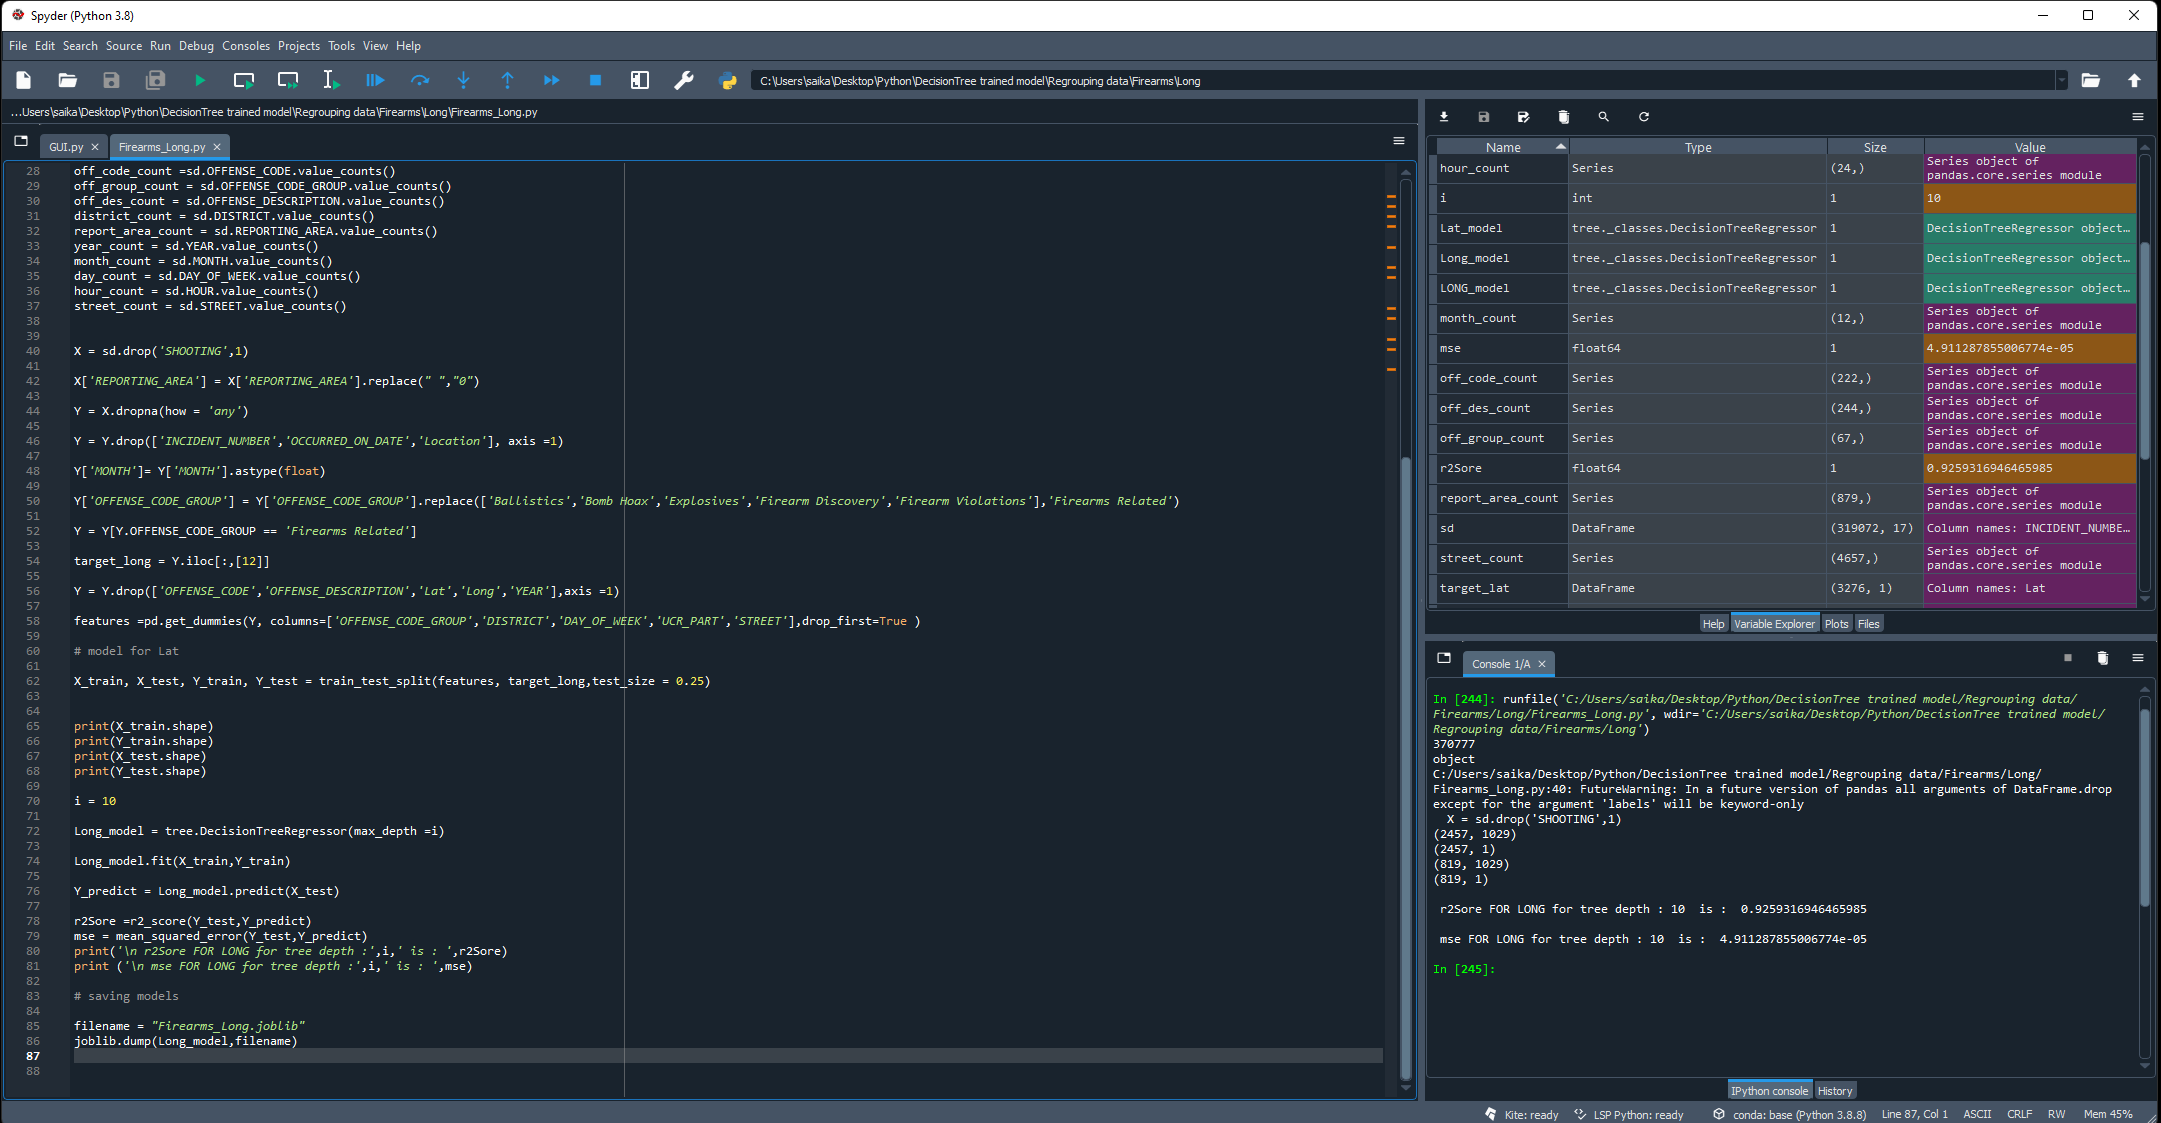 Spyder (Python 3.8)
File Edit Search Source Run Debug Consoles Projects Tools View Help
C:\Users\saika\Desktop\Python\DecisionTree trained model\Regrouping data\Firearms\Long
...Users\saika\Desktop\Python\DecisionTree trained model\Regrouping data\Firearms\Long\Firearms_Long.py
GUI.py Firearms_Long.py
28 off_code_count =sd.OFFENSE_CODE.value_counts()
29 off_group_count = sd.OFFENSE_CODE_GROUP.value_counts()
30 off_des_count = sd.OFFENSE_DESCRIPTION.value_counts()
31 district_count = sd.DISTRICT.value_counts()
32 report_area_count = sd.REPORTING_AREA.value_counts()
33 year_count = sd.YEAR.value_counts()
34 month_count = sd.MONTH.value_counts()
35 day_count = sd.DAY_OF_WEEK.value_counts()
36 hour_count = sd.HOUR.value_counts()
37 street_count = sd.STREET.value_counts()
38
39
40 X = sd.drop('SHOOTING',1)
41
42 X['REPORTING_AREA'] = X['REPORTING_AREA'].replace(" ","0")
43
44 Y = X.dropna(how = 'any')
45
46 Y = Y.drop(['INCIDENT_NUMBER','OCCURRED_ON_DATE','Location'], axis =1)
47
48 Y['MONTH']= Y['MONTH'].astype(float)
49
50 Y['OFFENSE_CODE_GROUP'] = Y['OFFENSE_CODE_GROUP'].replace(['Ballistics','Bomb Hoax','Explosives','Firearm Discovery','Firearm Violations'],'Firearms Related')
51
52 Y = Y[Y.OFFENSE_CODE_GROUP == 'Firearms Related']
53
54 target_long = Y.iloc[:,[12]]
55
56 Y = Y.drop(['OFFENSE_CODE','OFFENSE_DESCRIPTION','Lat','Long','YEAR'],axis =1)
57
58 features =pd.get_dummies(Y, columns=['OFFENSE_CODE_GROUP','DISTRICT','DAY_OF_WEEK','UCR_PART','STREET'],drop_first=True )
59
60 # model for Lat
61
62 X_train, X_test, Y_train, Y_test = train_test_split(features, target_long,test_size = 0.25)
63
64
65 print(X_train.shape)
66 print(Y_train.shape)
67 print(X_test.shape)
68 print(Y_test.shape)
69
70 i = 10
71
72 Long_model = tree.DecisionTreeRegressor(max_depth =i)
73
74 Long_model.fit(X_train,Y_train)
75
76 Y_predict = Long_model.predict(X_test)
77
78 r2Sore =r2_score(Y_test,Y_predict)
79 mse = mean_squared_error(Y_test,Y_predict)
80 print('\n r2Sore FOR LONG for tree depth :',i,' is : ',r2Sore)
81 print ('\n mse FOR LONG for tree depth :',i,' is : ',mse)
82
83 # saving models
84
85 filename = "Firearms_Long.joblib"
86 joblib.dump(Long_model,filename)
87
88
Name Type Size Value
hour_count Series (24,) Series object of pandas.core.series module
i int 1 10
Lat_model tree._classes.DecisionTreeRegressor 1 DecisionTreeRegressor object…
Long_model tree._classes.DecisionTreeRegressor 1 DecisionTreeRegressor object…
LONG_model tree._classes.DecisionTreeRegressor 1 DecisionTreeRegressor object…
month_count Series (12,) Series object of pandas.core.series module
mse float64 1 4.911287855006774e-05
off_code_count Series (222,) Series object of pandas.core.series module
off_des_count Series (244,) Series object of pandas.core.series module
off_group_count Series (67,) Series object of pandas.core.series module
r2Sore float64 1 0.9259316946465985
report_area_count Series (879,) Series object of pandas.core.series module
sd DataFrame (319072, 17) Column names: INCIDENT_NUMBE…
street_count Series (4657,) Series object of pandas.core.series module
target_lat DataFrame (3276, 1) Column names: Lat
Help Variable Explorer Plots Files
Console 1/A
In [244]: runfile('C:/Users/saika/Desktop/Python/DecisionTree trained model/Regrouping data/
Firearms/Long/Firearms_Long.py', wdir='C:/Users/saika/Desktop/Python/DecisionTree trained model/
Regrouping data/Firearms/Long')
370777
object
C:/Users/saika/Desktop/Python/DecisionTree trained model/Regrouping data/Firearms/Long/
Firearms_Long.py:40: FutureWarning: In a future version of pandas all arguments of DataFrame.drop
except for the argument 'labels' will be keyword-only
X = sd.drop('SHOOTING',1)
(2457, 1029)
(2457, 1)
(819, 1029)
(819, 1)
r2Sore FOR LONG for tree depth : 10  is :  0.9259316946465985
mse FOR LONG for tree depth : 10  is :  4.911287855006774e-05
In [245]:
IPython console History
Kite: ready LSP Python: ready conda: base (Python 3.8.8) Line 87, Col 1 ASCII CRLF RW Mem 45%